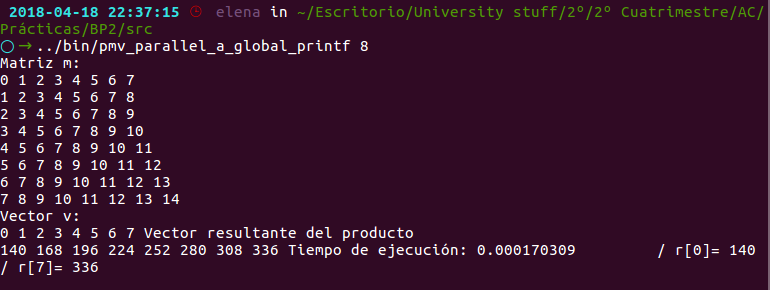 2018-04-18 22:37:15 elena in ~/Escritorio/University stuff/2º/2º Cuatrimestre/AC/
Prácticas/BP2/src
○ → ../bin/pmv_parallel_a_global_printf 8
Matriz m:
0 1 2 3 4 5 6 7
1 2 3 4 5 6 7 8
2 3 4 5 6 7 8 9
3 4 5 6 7 8 9 10
4 5 6 7 8 9 10 11
5 6 7 8 9 10 11 12
6 7 8 9 10 11 12 13
7 8 9 10 11 12 13 14
Vector v:
0 1 2 3 4 5 6 7 Vector resultante del producto
140 168 196 224 252 280 308 336 Tiempo de ejecución: 0.000170309 / r[0]= 140
/ r[7]= 336